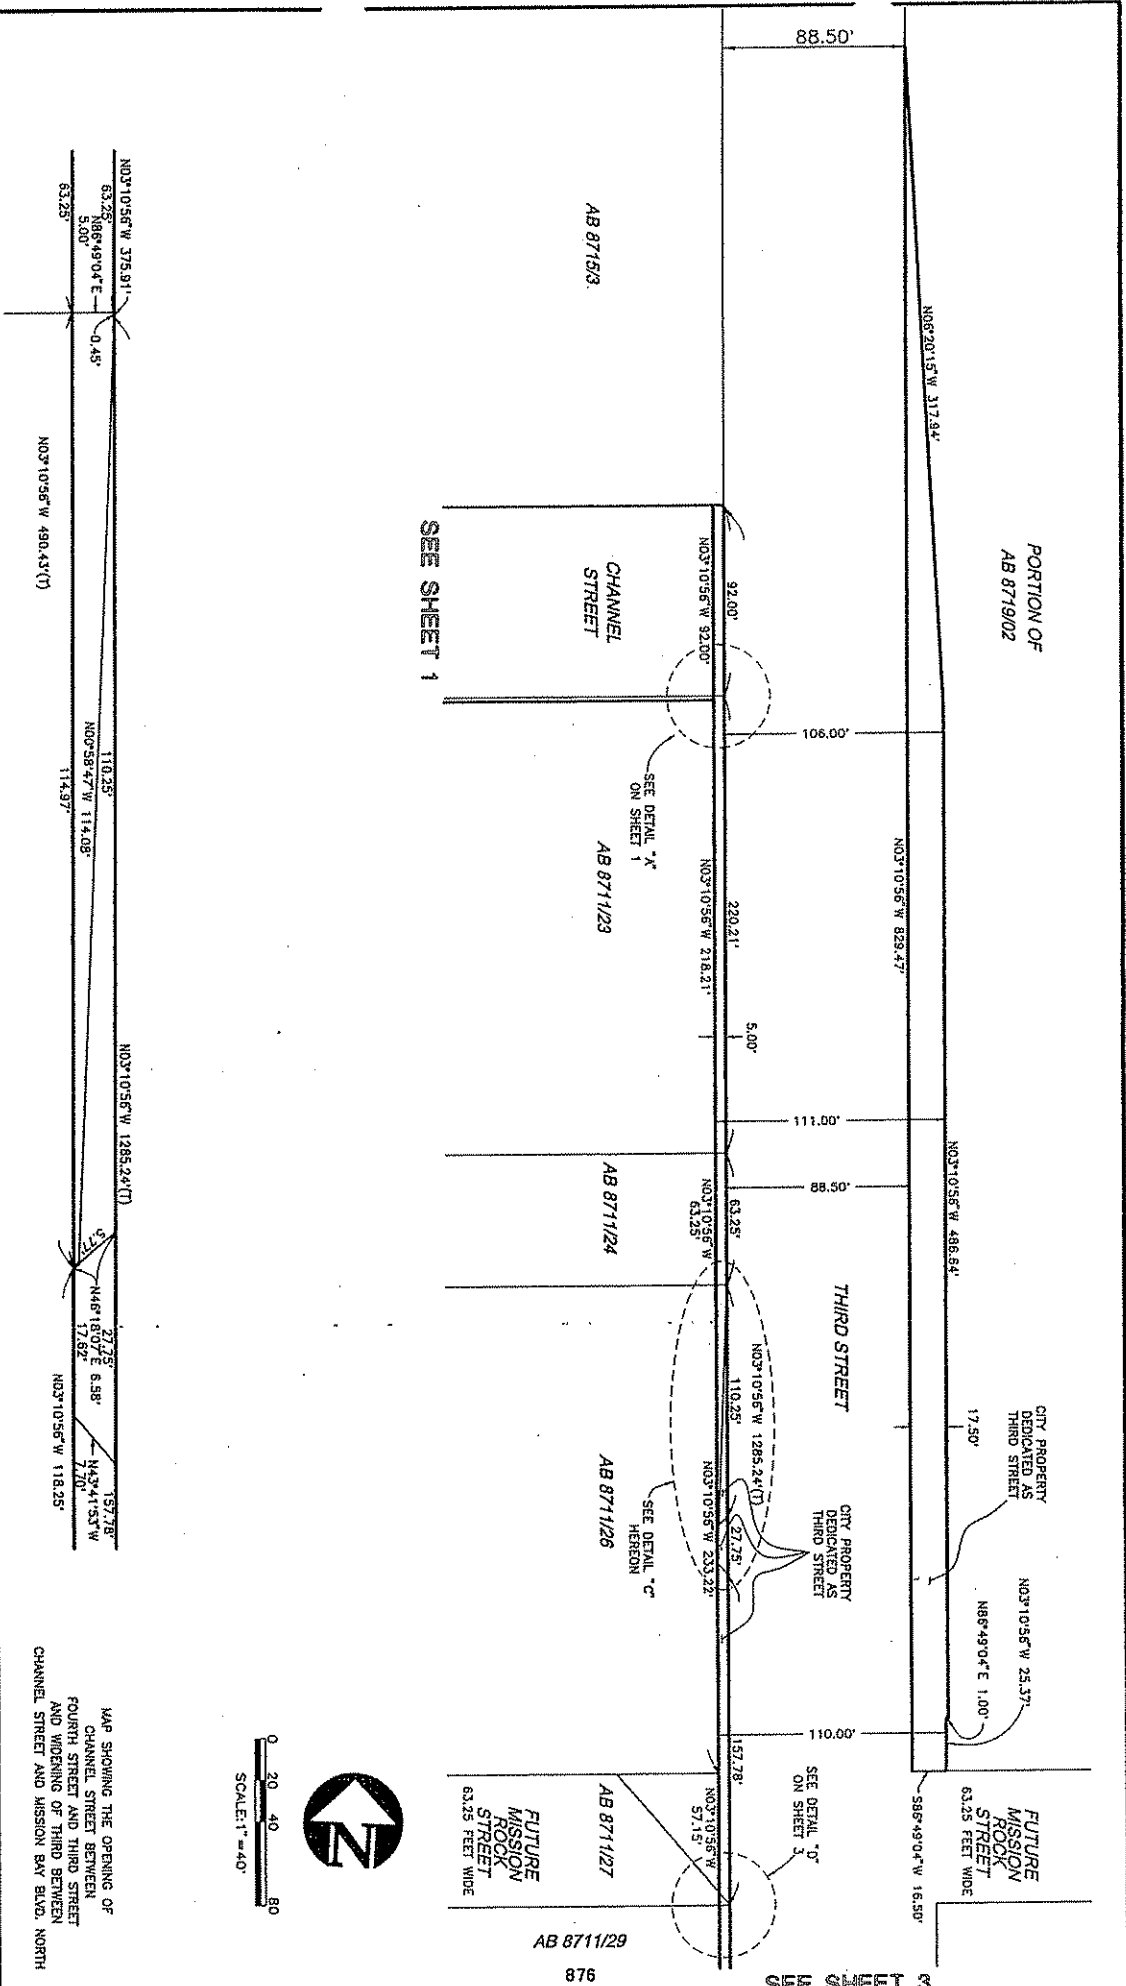 88.50'
N06°20'15"W 317.94'
PORTION OF
AB 8719/02
AB 8715/3
N03°10'56"W 375.91'
63.25'
N86°49'04"E
5.00'
63.25'
0.45'
N03°10'56"W 490.43'(T)
SEE SHEET 1
CHANNEL
STREET
92.00'
N03°10'56"W 92.00'
106.00'
SEE DETAIL "A"
ON SHEET 1
AB 8711/23
N03°10'56"W 829.47'
220.21'
N03°10'56"W 218.21'
5.00'
111.00'
88.50'
N03°10'56"W 486.64'
110.25'
N00°58'47"W 114.08'
114.97'
N03°10'56"W 1285.24'(T)
AB 8711/24
63.25'
N03°10'56"W
63.25'
THIRD STREET
N03°10'56"W 1285.24'(T)
110.25'
27.75'
N03°10'56"W 233.22'
SEE DETAIL "C"
HEREON
AB 8711/26
CITY PROPERTY
DEDICATED AS
THIRD STREET
17.50'
CITY PROPERTY
DEDICATED AS
THIRD STREET
N03°10'56"W 25.37'
N86°49'04"E 1.00'
5.77'
27.75'
N46°18'07"E 6.58'
17.62'
157.78'
N43°41'53"W
7.70'
N03°10'56"W 118.25'
110.00'
157.78'
S86°49'04"W 16.50'
FUTURE
MISSION
ROCK
STREET
63.25 FEET WIDE
SEE DETAIL "D"
ON SHEET 3
N03°10'56"W
57.15'
AB 8711/27
FUTURE
MISSION
ROCK
STREET
63.25 FEET WIDE
AB 8711/29
876
SEE SHEET 3
N
0 20 40 80
SCALE:1"=40'
MAP SHOWING THE OPENING OF
CHANNEL STREET BETWEEN
FOURTH STREET AND THIRD STREET
AND WIDENING OF THIRD BETWEEN
CHANNEL STREET AND MISSION BAY BLVD. NORTH